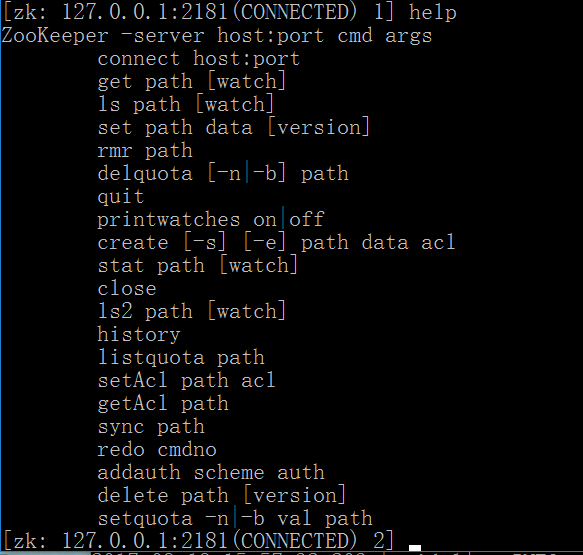 [zk: 127.0.0.1:2181(CONNECTED) 1] help
ZooKeeper -server host:port cmd args
connect host:port
get path [watch]
ls path [watch]
set path data [version]
rmr path
delquota [-n|-b] path
quit
printwatches on|off
create [-s] [-e] path data acl
stat path [watch]
close
ls2 path [watch]
history
listquota path
setAcl path acl
getAcl path
sync path
redo cmdno
addauth scheme auth
delete path [version]
setquota -n|-b val path
[zk: 127.0.0.1:2181(CONNECTED) 2]